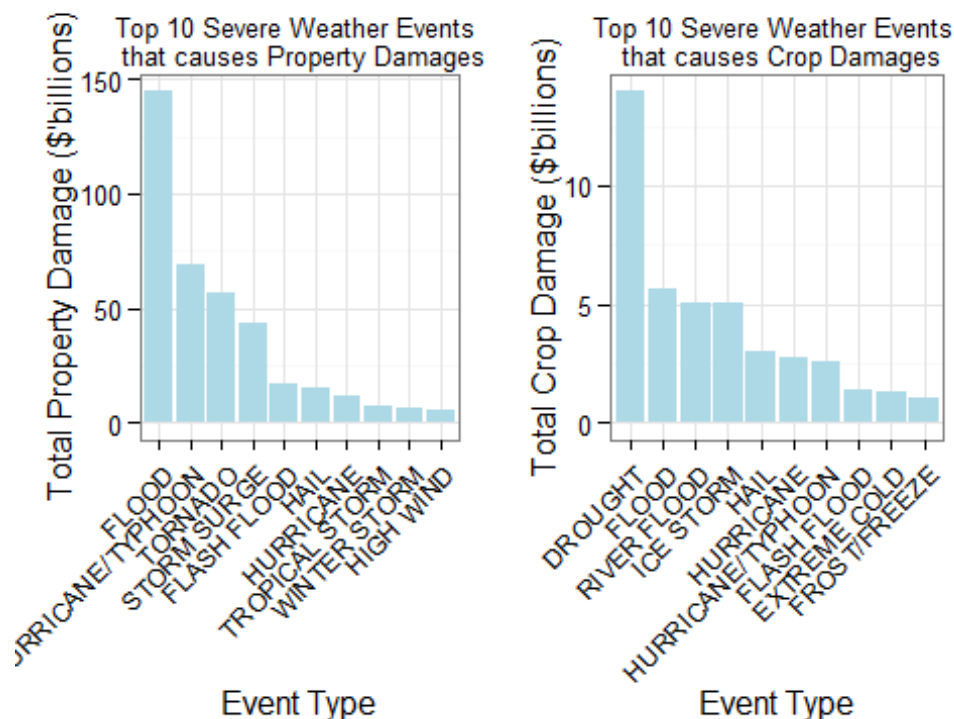 Top 10 Severe Weather Events
that causes Property Damages
Total Property Damage ($'billions)
150
100
50
0
FLOOD
URRICANE/TYPHOON
TORNADO
STORM SURGE
FLASH FLOOD
HAIL
HURRICANE
TROPICAL STORM
WINTER STORM
HIGH WIND
Event Type
Top 10 Severe Weather Events
that causes Crop Damages
Total Crop Damage ($'billions)
10
5
0
DROUGHT
FLOOD
RIVER FLOOD
ICE STORM
HAIL
HURRICANE
HURRICANE/TYPHOON
FLASH FLOOD
EXTREME COLD
FROST/FREEZE
Event Type